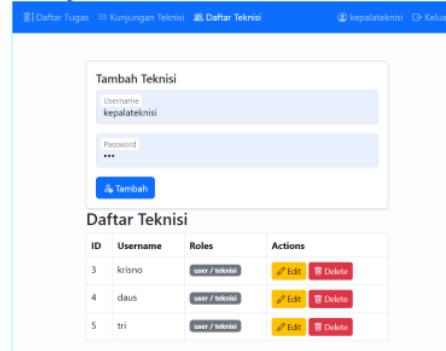 Daftar Tugas Kunjungan Teknisi Daftar Teknisi kepalateknisi Kelua
Tambah Teknisi
Username
kepalateknisi
Password
•••
Tambah
Daftar Teknisi
ID Username Roles Actions
3 krisno user / teknisi Edit Delete
4 daus user / teknisi Edit Delete
5 tri user / teknisi Edit Delete